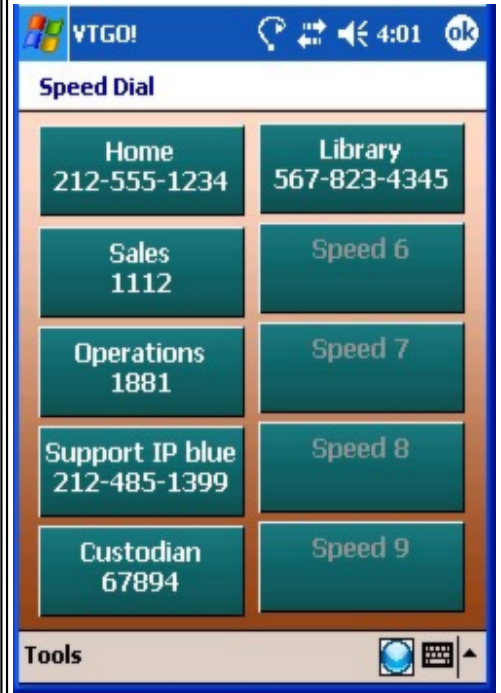 VTGO!
4:01
ok
Speed Dial
Home
212-555-1234
Sales
1112
Operations
1881
Support IP blue
212-485-1399
Custodian
67894
Library
567-823-4345
Speed 6
Speed 7
Speed 8
Speed 9
Tools